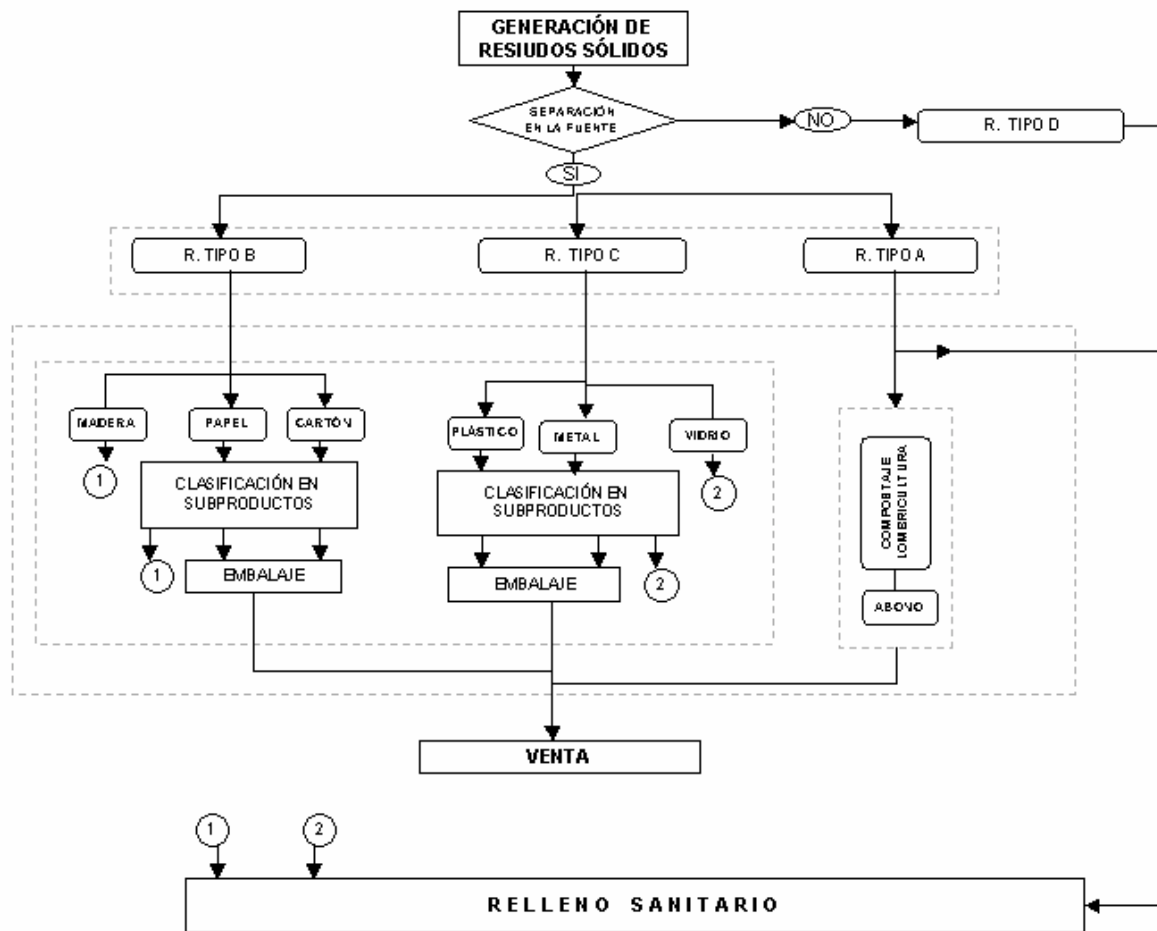 GENERACIÓN DE
RESIUDOS SÓLIDOS
SEPARACIÓN
EN LA FUENTE
NO
R. TIPO D
SI
R. TIPO B
R. TIPO C
R. TIPO A
MADERA
PAPEL
CARTÓN
PLÁSTICO
METAL
VIDRIO
1
CLASIFICACIÓN EN
SUBPRODUCTOS
CLASIFICACIÓN EN
SUBPRODUCTOS
2
COMPOSTAJE
LOMBRICULTURA
1
EMBALAJE
EMBALAJE
2
ABONO
VENTA
1
2
RELLENO SANITARIO